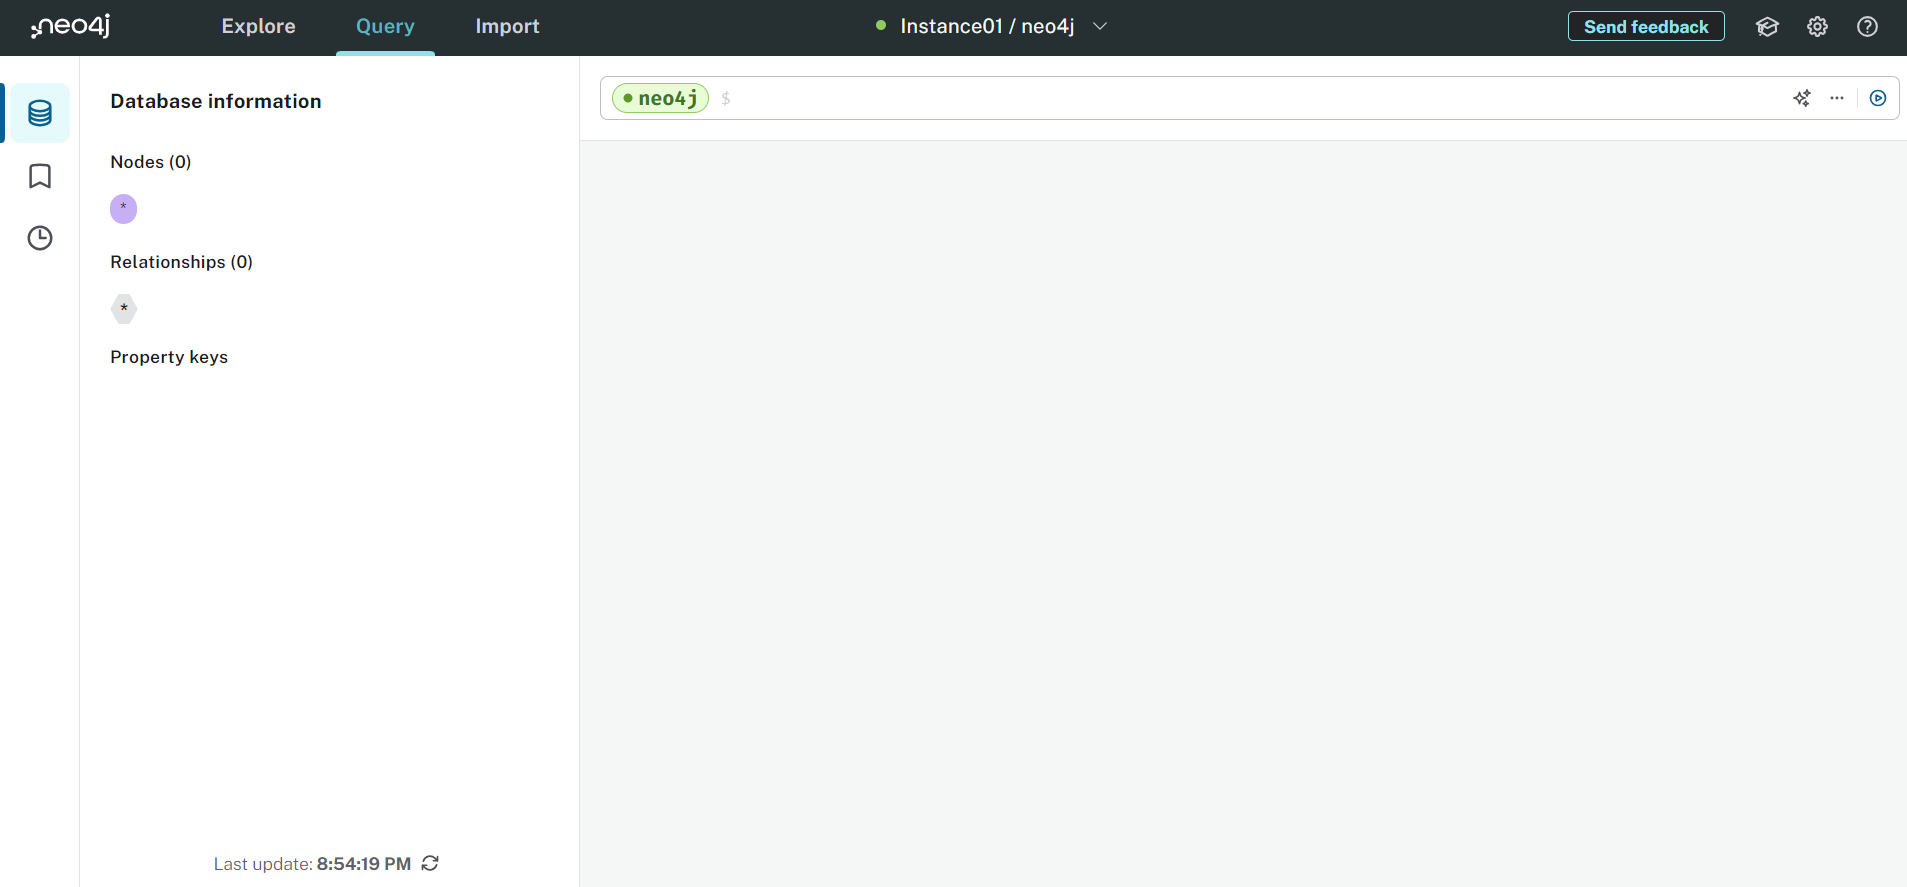 neo4j
Explore
Query
Import
Instance01 / neo4j
Send feedback
Database information
Nodes (0)
*
Relationships (0)
*
Property keys
Last update: 8:54:19 PM
neo4j $